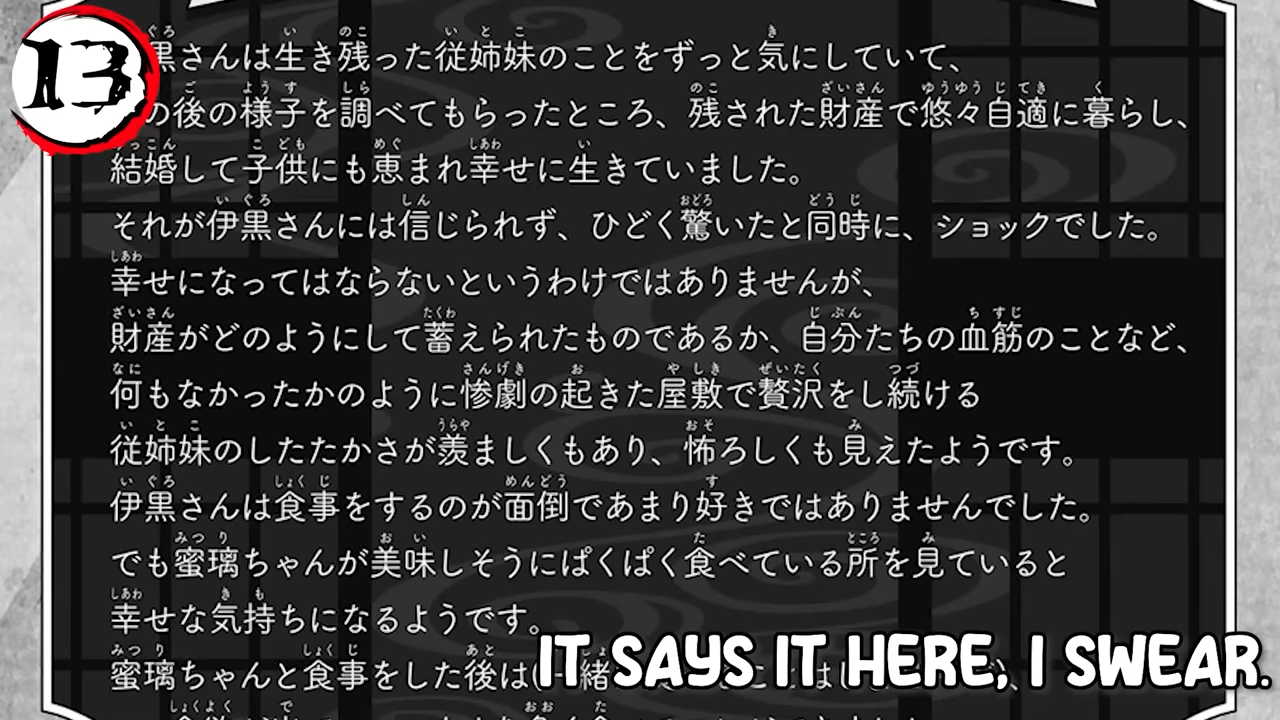 13
黒さんは生き残った従姉妹のことをずっと気にしていて、
の後の様子を調べてもらったところ、残された財産で悠々自適に暮らし、
結婚して子供にも恵まれ幸せに生きていました。
それが伊黒さんには信じられず、ひどく驚いたと同時に、ショックでした。
幸せになってはならないというわけではありませんが、
財産がどのようにして蓄えられたものであるか、自分たちの血筋のことなど、
何もなかったかのように惨劇の起きた屋敷で贅沢をし続ける
従姉妹のしたたかさが羨ましくもあり、怖ろしくも見えたようです。
伊黒さんは食事をするのが面倒であまり好きではありませんでした。
でも蜜璃ちゃんが美味しそうにぱくぱく食べている所を見ていると
幸せな気持ちになるようです。
蜜璃ちゃんと食事をした後は
IT SAYS IT HERE, I SWEAR.